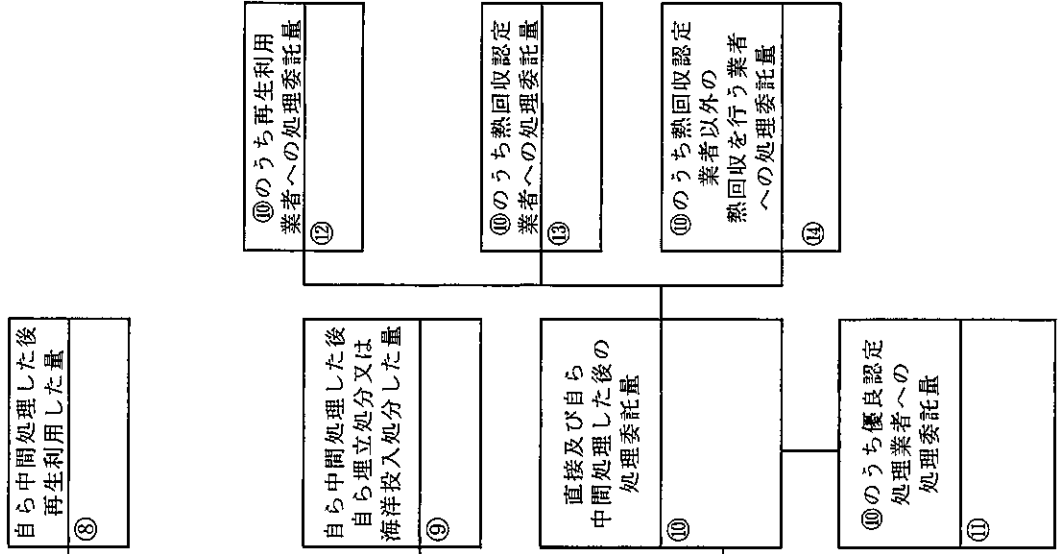 自ら中間処理した後
再生利用した量
⑧
自ら中間処理した後
自ら埋立処分又は
海洋投入処分した量
⑨
直接及び自ら
中間処理した後の
処理委託量
⑩
⑩のうち優良認定
処理業者への
処理委託量
⑪
⑩のうち再生利用
業者への処理委託量
⑫
⑩のうち熱回収認定
業者への処理委託量
⑬
⑩のうち熱回収認定
業者以外の
熱回収を行う業者
への処理委託量
⑭